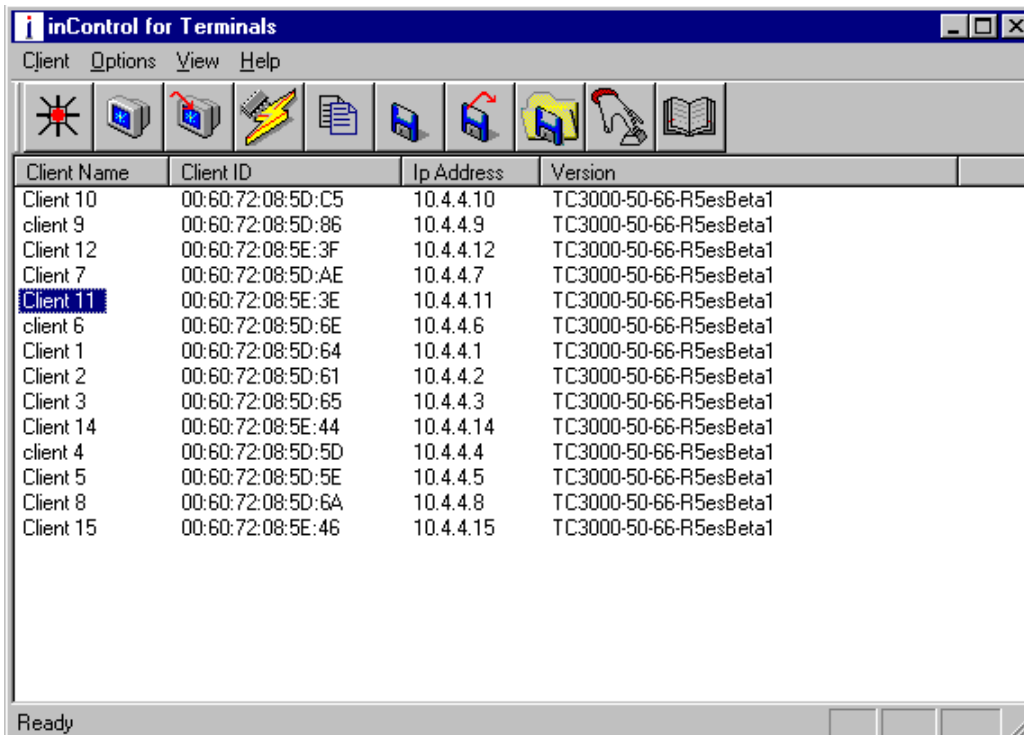 inControl for Terminals
Client Options View Help
Client Name Client ID Ip Address Version
Client 10 00:60:72:08:5D:C5 10.4.4.10 TC3000-50-66-R5esBeta1
client 9 00:60:72:08:5D:86 10.4.4.9 TC3000-50-66-R5esBeta1
Client 12 00:60:72:08:5E:3F 10.4.4.12 TC3000-50-66-R5esBeta1
Client 7 00:60:72:08:5D:AE 10.4.4.7 TC3000-50-66-R5esBeta1
Client 11 00:60:72:08:5E:3E 10.4.4.11 TC3000-50-66-R5esBeta1
client 6 00:60:72:08:5D:6E 10.4.4.6 TC3000-50-66-R5esBeta1
Client 1 00:60:72:08:5D:64 10.4.4.1 TC3000-50-66-R5esBeta1
Client 2 00:60:72:08:5D:61 10.4.4.2 TC3000-50-66-R5esBeta1
Client 3 00:60:72:08:5D:65 10.4.4.3 TC3000-50-66-R5esBeta1
Client 14 00:60:72:08:5E:44 10.4.4.14 TC3000-50-66-R5esBeta1
client 4 00:60:72:08:5D:5D 10.4.4.4 TC3000-50-66-R5esBeta1
Client 5 00:60:72:08:5D:5E 10.4.4.5 TC3000-50-66-R5esBeta1
Client 8 00:60:72:08:5D:6A 10.4.4.8 TC3000-50-66-R5esBeta1
Client 15 00:60:72:08:5E:46 10.4.4.15 TC3000-50-66-R5esBeta1
Ready